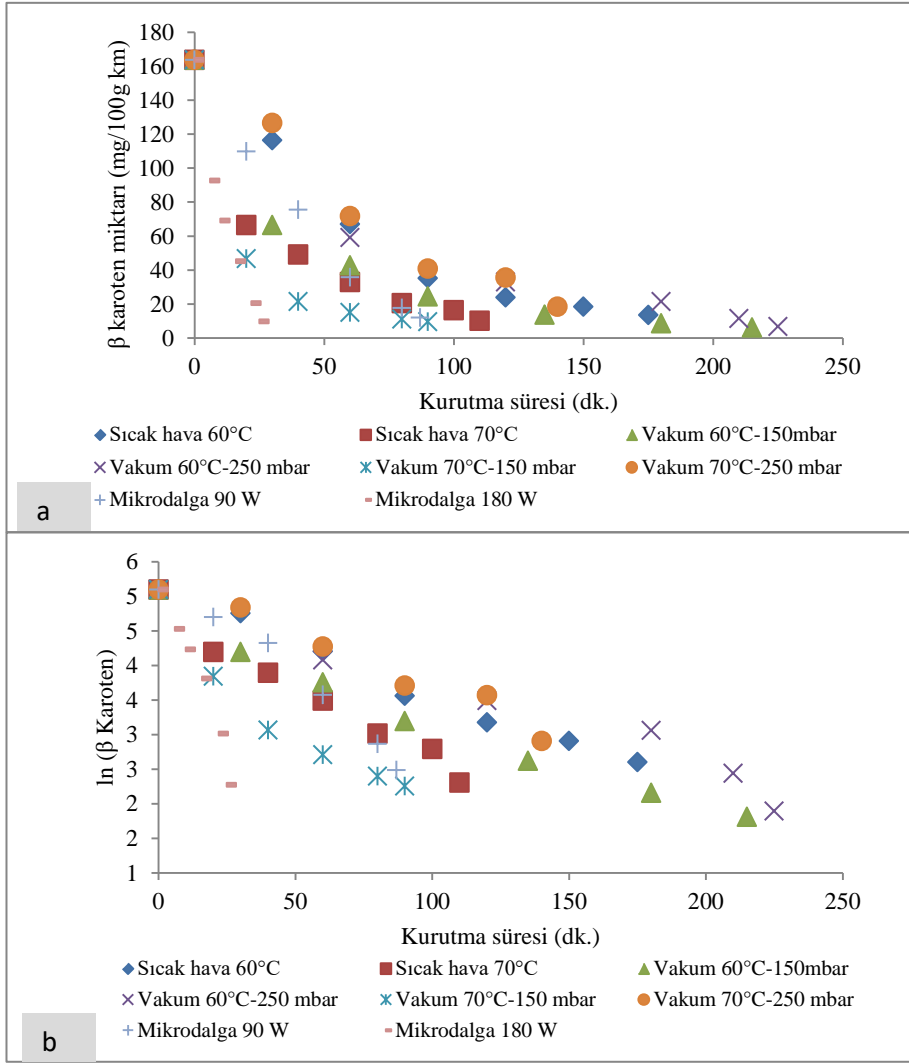 180
160
140
120
100
80
60
40
20
0
β karoten miktarı (mg/100g km)
0 50 100 150 200 250
Kurutma süresi (dk.)
Sıcak hava 60°C Sıcak hava 70°C Vakum 60°C-150mbar
Vakum 60°C-250 mbar Vakum 70°C-150 mbar Vakum 70°C-250 mbar
Mikrodalga 90 W Mikrodalga 180 W
a
6
5
5
4
4
3
3
2
2
1
ln (β Karoten)
0 50 100 150 200 250
Kurutma süresi (dk.)
Sıcak hava 60°C Sıcak hava 70°C Vakum 60°C-150mbar
Vakum 60°C-250 mbar Vakum 70°C-150 mbar Vakum 70°C-250 mbar
Mikrodalga 90 W Mikrodalga 180 W
b